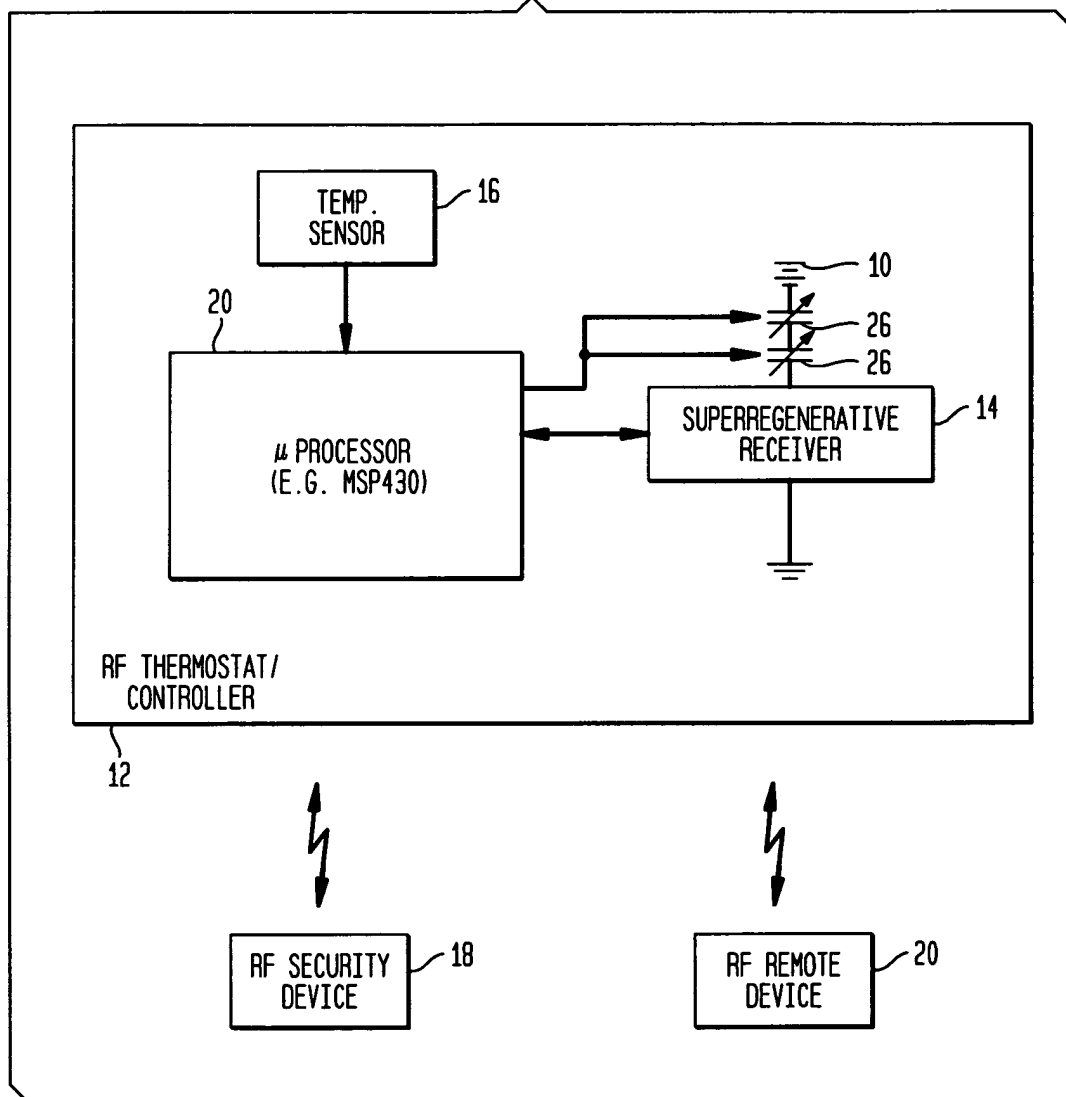 TEMP.
SENSOR
16
10
20
26
26
μ PROCESSOR
(E.G. MSP430)
SUPERREGENERATIVE
RECEIVER
14
RF THERMOSTAT/
CONTROLLER
12
RF SECURITY
DEVICE
18
RF REMOTE
DEVICE
20